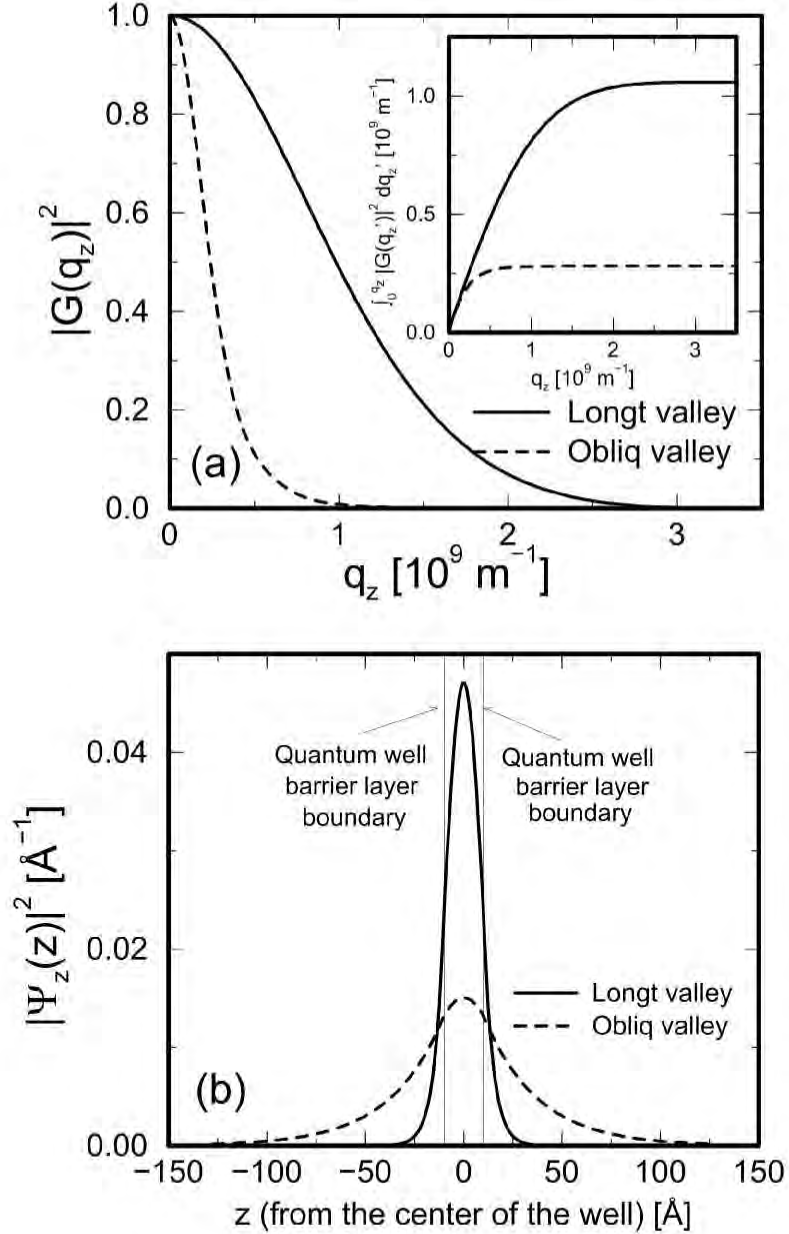 1.0
0.8
0.6
0.4
0.2
0.0
|G(q_z)|^2
(a)
0 1 2 3
q_z [10^9 m^−1]
1.0
0.5
0.0
∫_0^q_z |G(q_z')|^2 dq_z' [10^9 m^−1]
0 1 2 3
q_z [10^9 m^−1]
Longt valley
Obliq valley
0.04
0.02
0.00
|Ψ_z(z)|^2 [Å^−1]
Quantum well
barrier layer
boundary
Quantum well
barrier layer
boundary
Longt valley
Obliq valley
(b)
−150 −100 −50 0 50 100 150
z (from the center of the well) [Å]